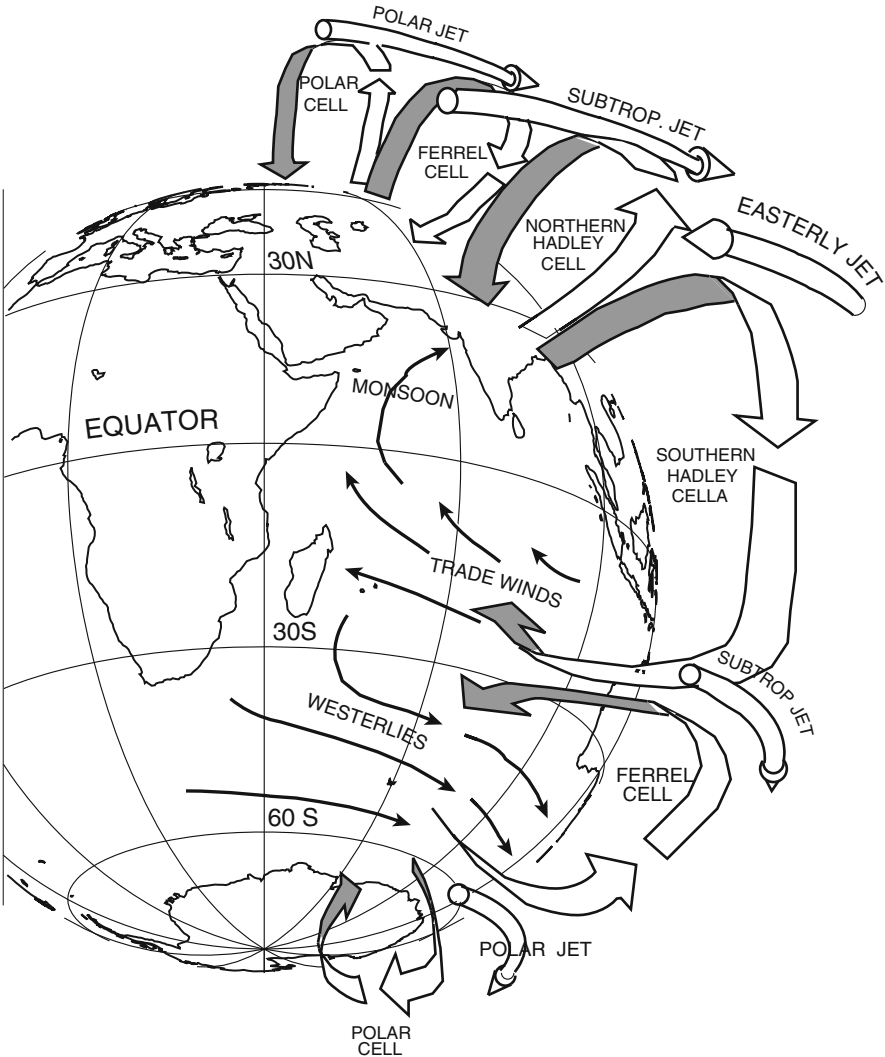 POLAR JET
POLAR
CELL
SUBTROP. JET
FERREL
CELL
EASTERLY JET
NORTHERN
HADLEY
CELL
30N
MONSOON
EQUATOR
SOUTHERN
HADLEY
CELLA
TRADE WINDS
30S
SUBTROP JET
WESTERLIES
FERREL
CELL
60 S
POLAR JET
POLAR
CELL